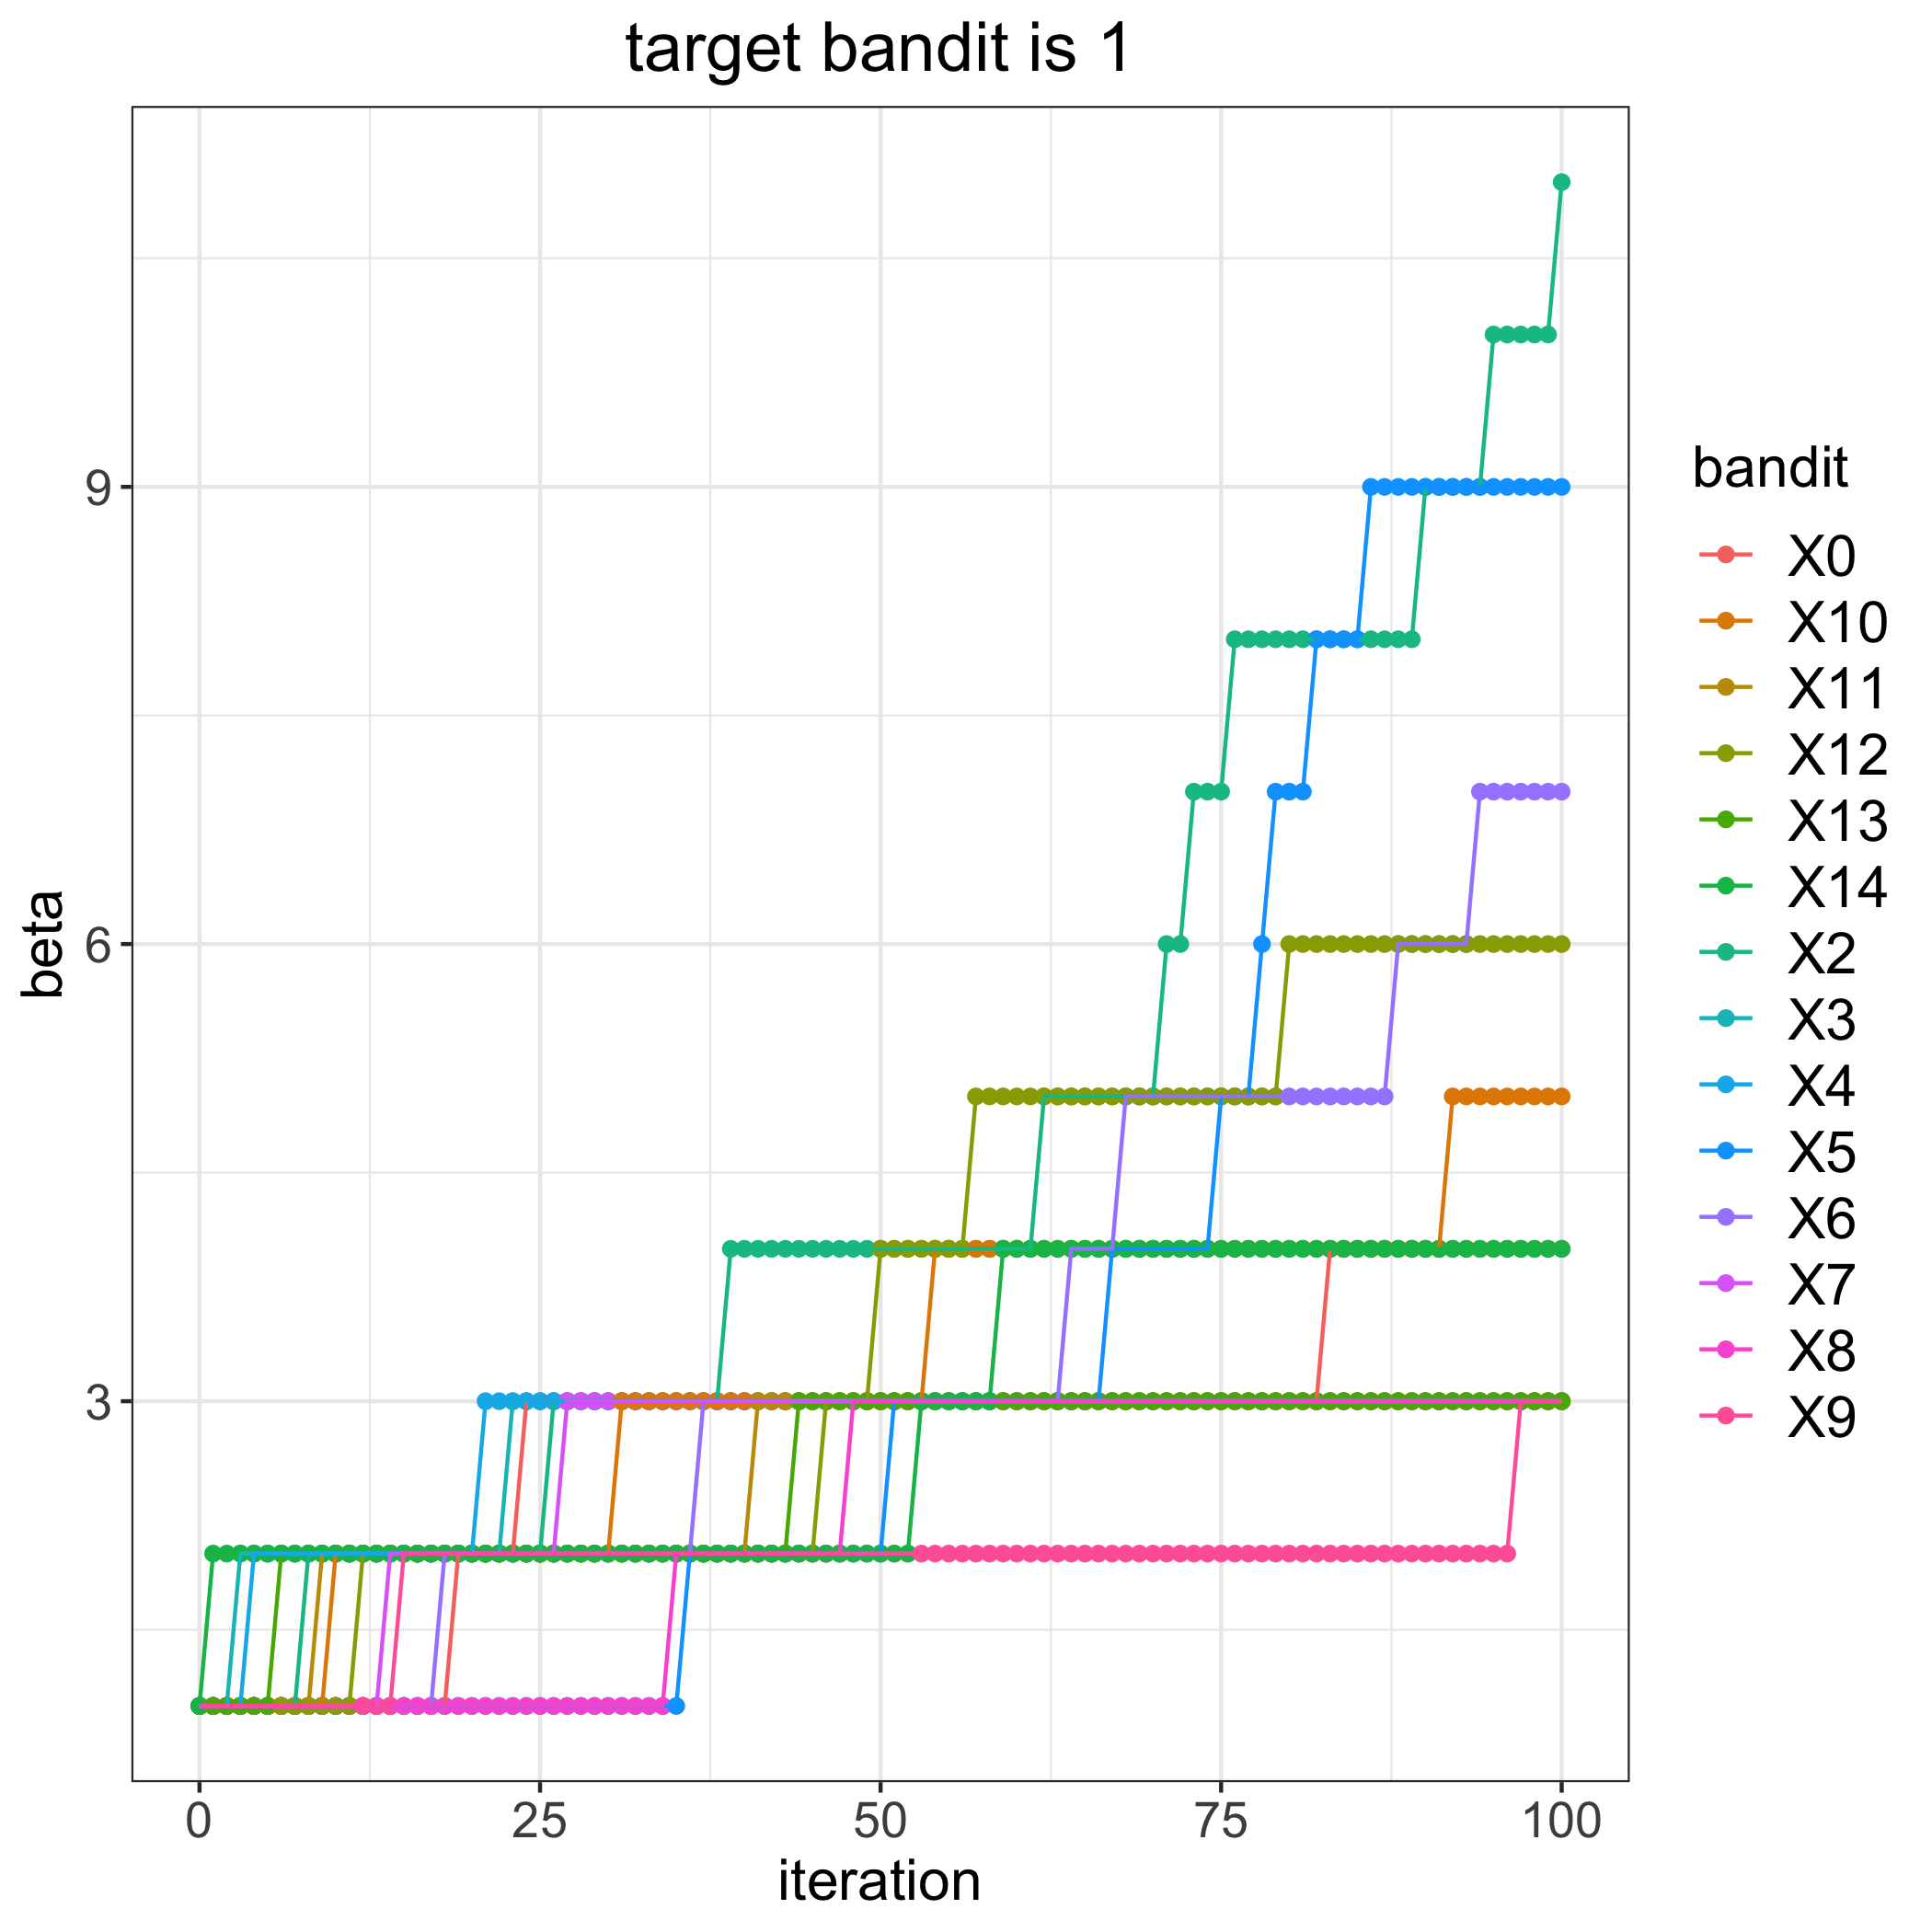 target bandit is 1
beta
9
6
3
0
25
50
75
100
iteration
bandit
X0
X10
X11
X12
X13
X14
X2
X3
X4
X5
X6
X7
X8
X9